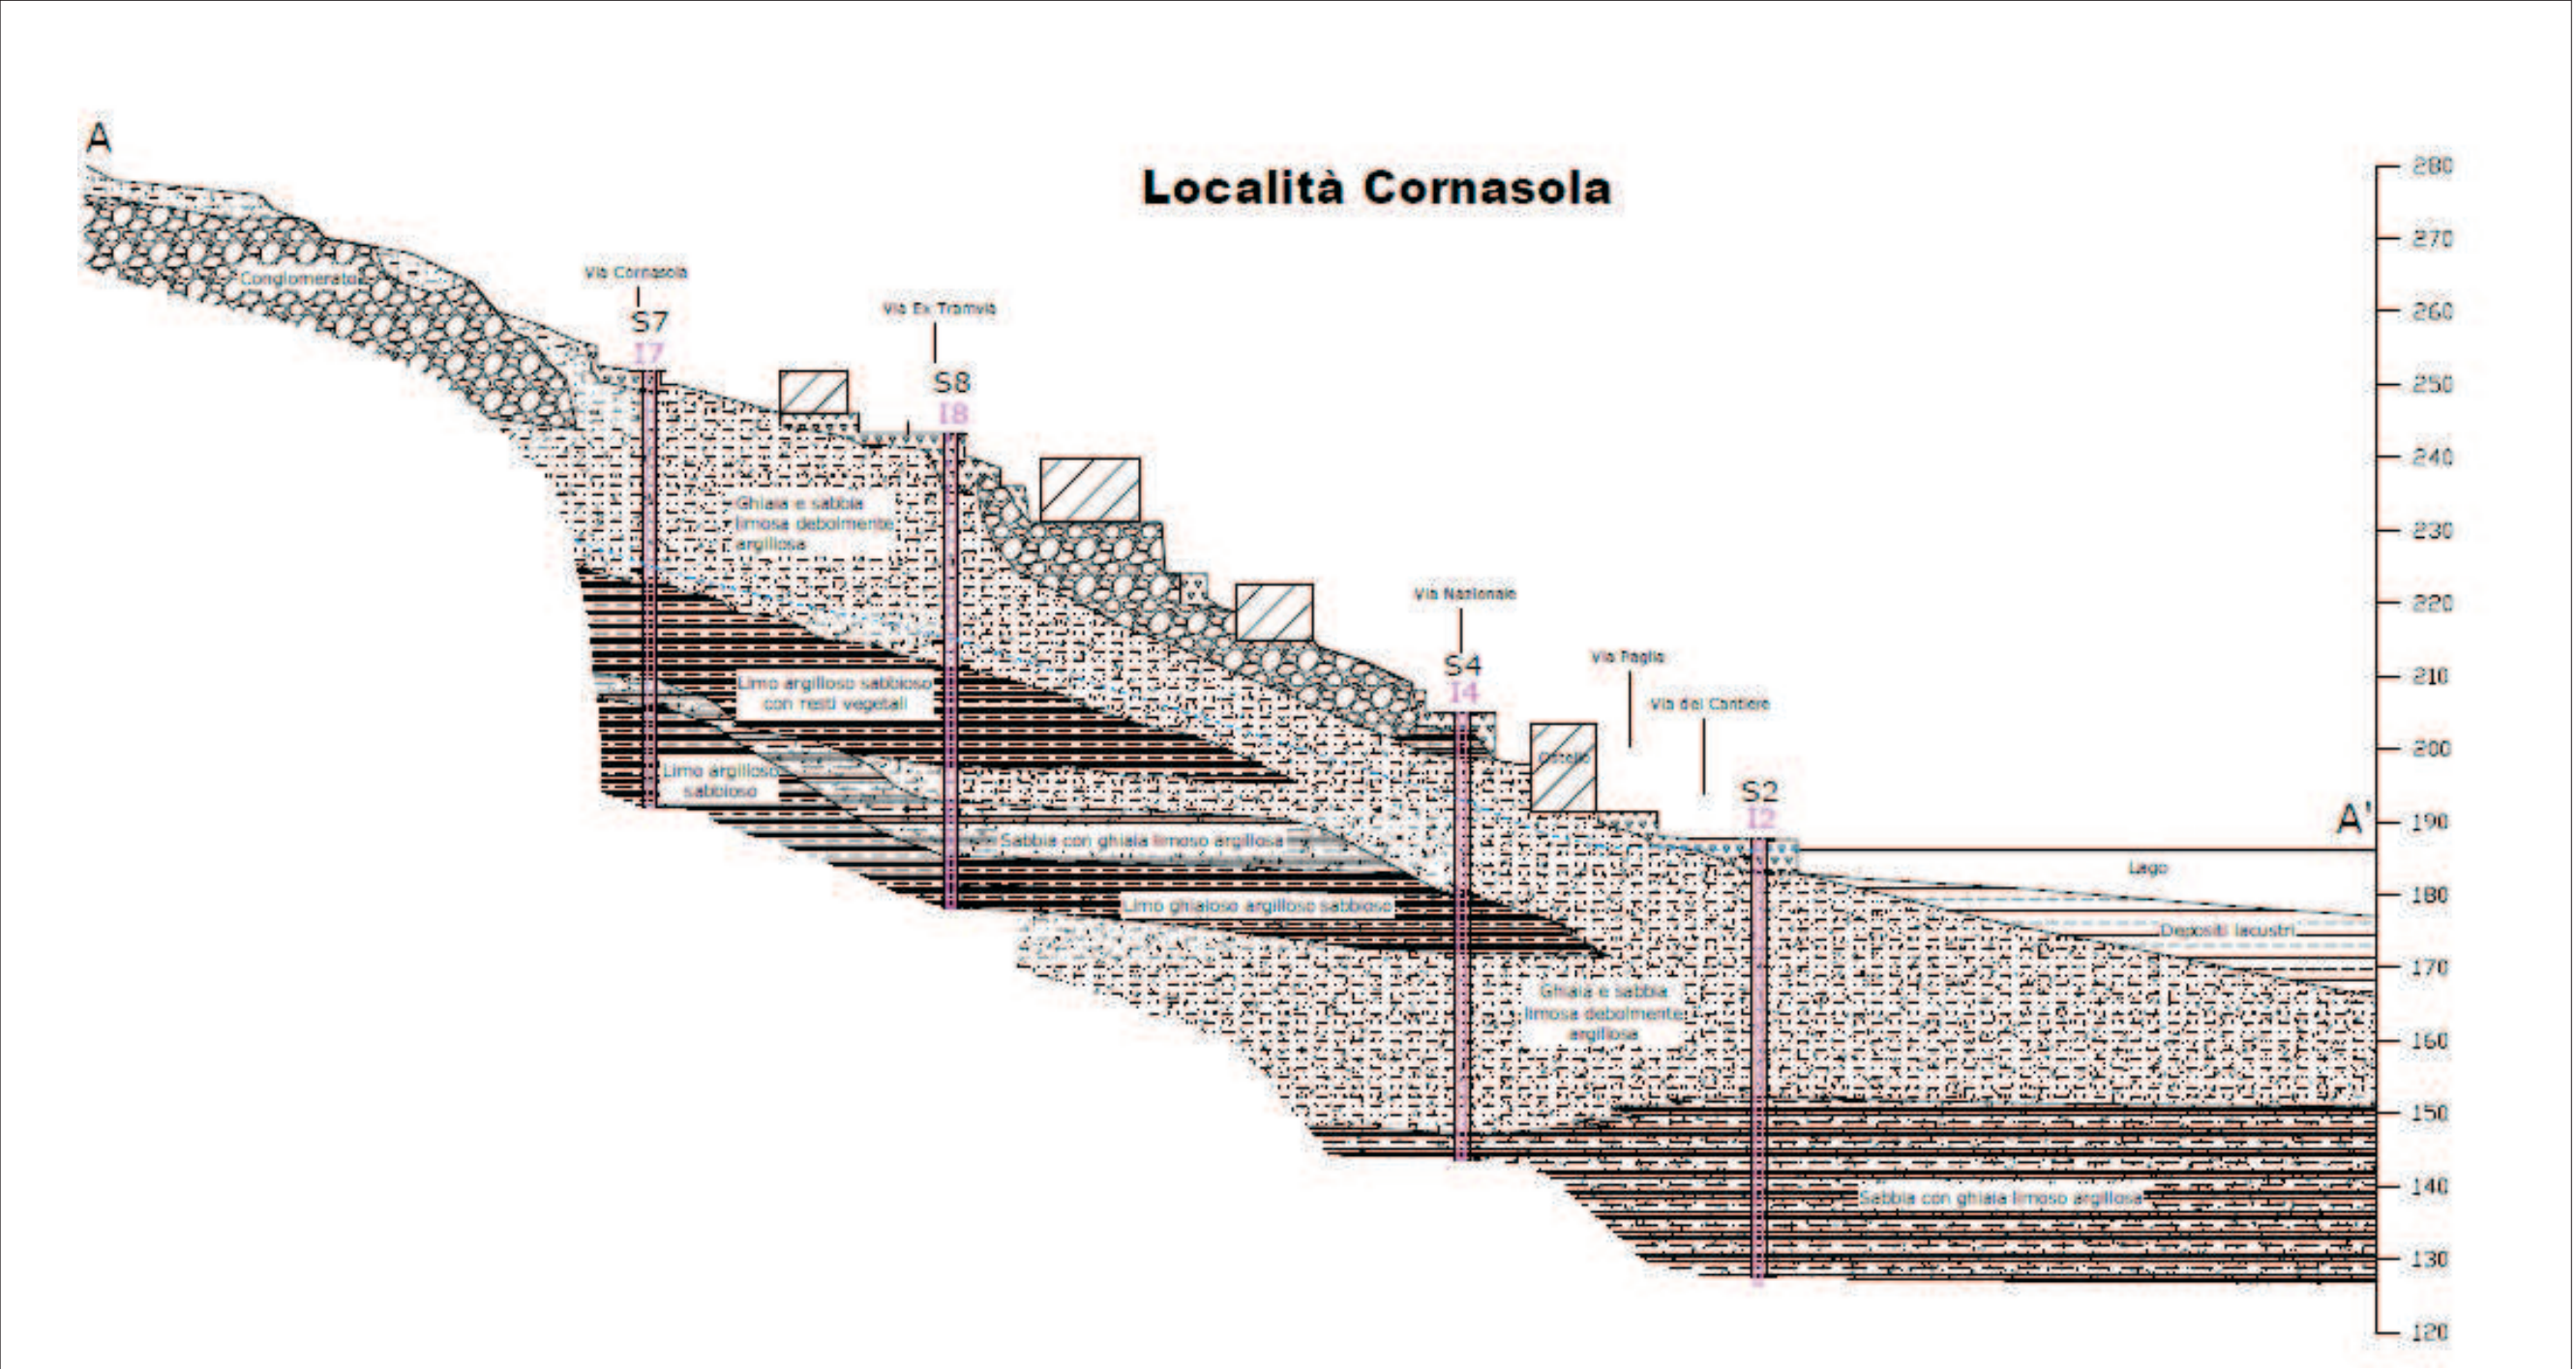 A
Località Cornasola
Via Cornasola
S7
I7
Via Ex Tramvia
S8
I8
Conglomerato
Ghiaia e sabbia
limosa debolmente
argillosa
Via Nazionale
S4
I4
Via Paglia
Via del Cantiere
Ostello
S2
I2
A'
Lago
Depositi lacustri
Limo argilloso sabbioso
con resti vegetali
Limo argilloso
sabbioso
Sabbia con ghiaia limoso argillosa
Limo ghiaioso argilloso sabbioso
Ghiaia e sabbia
limosa debolmente
argillosa
Sabbia con ghiaia limoso argillosa
280
270
260
250
240
230
220
210
200
190
180
170
160
150
140
130
120